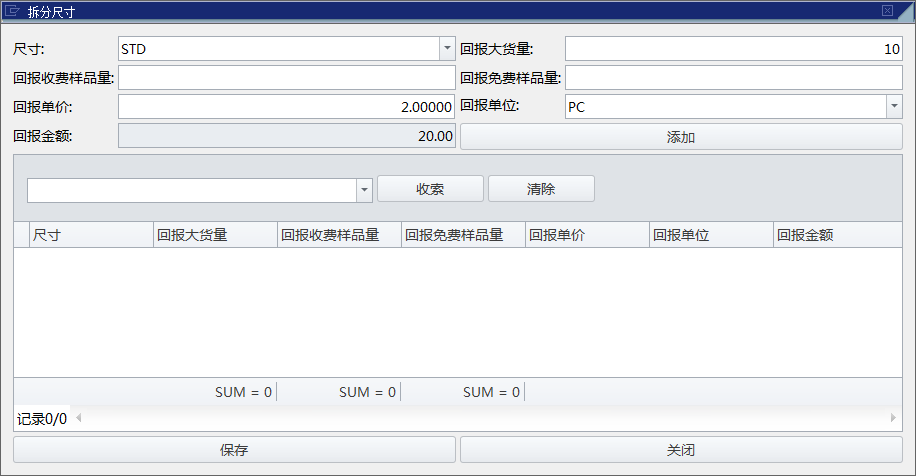 拆分尺寸
尺寸: STD 回报大货量: 10
回报收费样品量: 回报免费样品量:
回报单价: 2.00000 回报单位: PC
回报金额: 20.00 添加
收索 清除
尺寸 回报大货量 回报收费样品量 回报免费样品量 回报单价 回报单位 回报金额
SUM = 0 SUM = 0 SUM = 0
记录0/0
保存 关闭